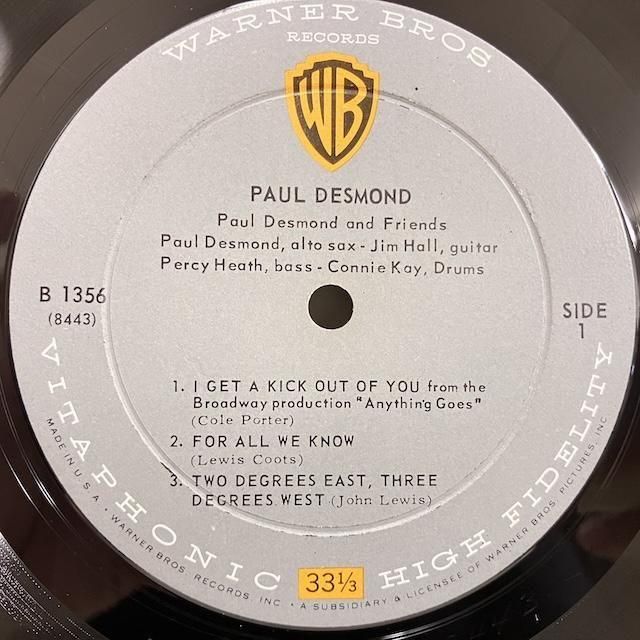 WARNER BROS.
RECORDS
WB
PAUL DESMOND
Paul Desmond and Friends
Paul Desmond, alto sax - Jim Hall, guitar
Percy Heath, bass - Connie Kay, Drums
B 1356
(8443)
SIDE
1
1. I GET A KICK OUT OF YOU from the
Broadway production "Anything Goes"
(Cole Porter)
2. FOR ALL WE KNOW
(Lewis Coots)
3. TWO DEGREES EAST, THREE
DEGREES WEST (John Lewis)
VITAPHONIC HIGH FIDELITY
33⅓
MADE IN U.S.A. • WARNER BROS. RECORDS, INC. • A SUBSIDIARY & LICENSEE OF WARNER BROS. PICTURES, INC.